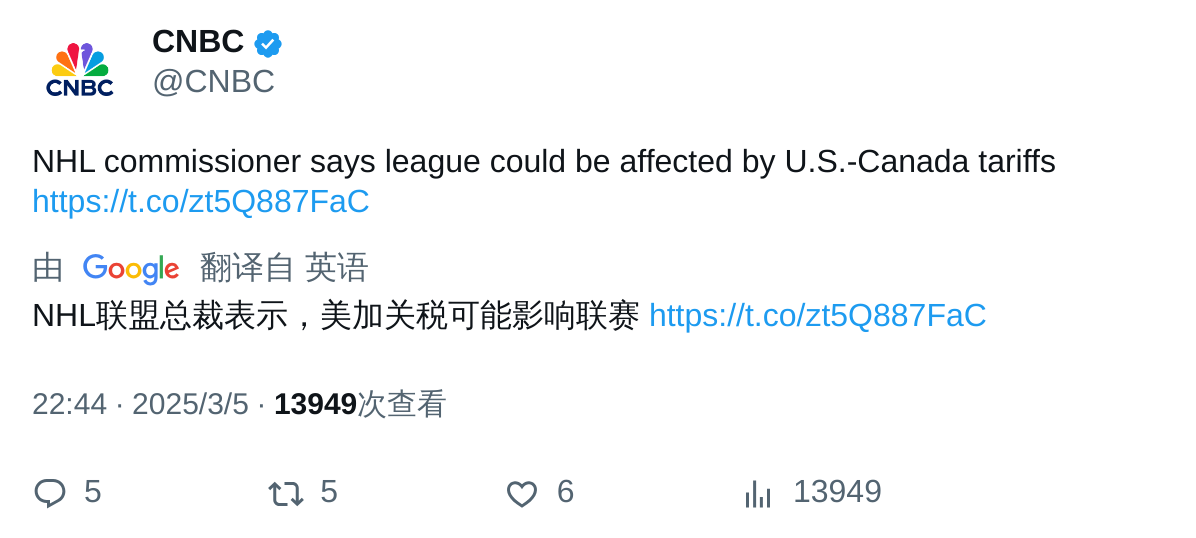 CNBC
CNBC
@CNBC
NHL commissioner says league could be affected by U.S.-Canada tariffs
https://t.co/zt5Q887FaC
由 Google 翻译自 英语
NHL联盟总裁表示，美加关税可能影响联赛 https://t.co/zt5Q887FaC
22:44 · 2025/3/5 · 13949次查看
5 5 6 13949